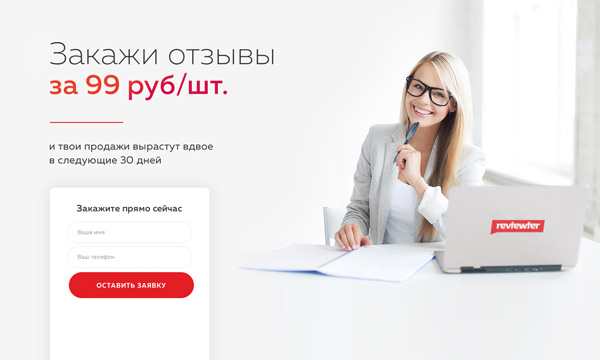 Закажи отзывы
за 99 руб/шт.
и твои продажи вырастут вдвое
в следующие 30 дней
Закажите прямо сейчас
Ваше имя
Ваш телефон
ОСТАВИТЬ ЗАЯВКУ
reviewter